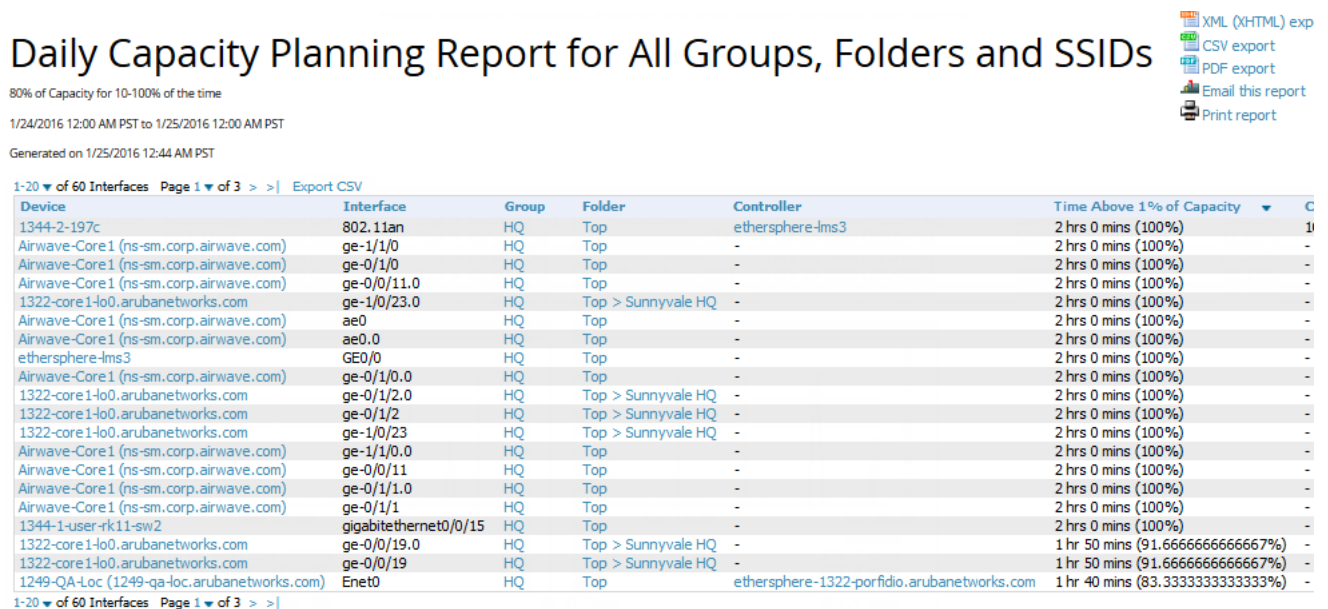 XML (XHTML) exp
Daily Capacity Planning Report for All Groups, Folders and SSIDs
CSV export
PDF export
80% of Capacity for 10-100% of the time
Email this report
1/24/2016 12:00 AM PST to 1/25/2016 12:00 AM PST
Print report
Generated on 1/25/2016 12:44 AM PST
1-20 ▼ of 60 Interfaces Page 1 ▼ of 3 > >| Export CSV
Device Interface Group Folder Controller Time Above 1% of Capacity ▼ C
1344-2-197c 802.11an HQ Top ethersphere-lms3 2 hrs 0 mins (100%)
Airwave-Core1 (ns-sm.corp.airwave.com) ge-1/1/0 HQ Top - 2 hrs 0 mins (100%) -
Airwave-Core1 (ns-sm.corp.airwave.com) ge-0/1/0 HQ Top - 2 hrs 0 mins (100%) -
Airwave-Core1 (ns-sm.corp.airwave.com) ge-0/0/11.0 HQ Top - 2 hrs 0 mins (100%) -
1322-core1-lo0.arubanetworks.com ge-1/0/23.0 HQ Top > Sunnyvale HQ - 2 hrs 0 mins (100%) -
Airwave-Core1 (ns-sm.corp.airwave.com) ae0 HQ Top - 2 hrs 0 mins (100%) -
Airwave-Core1 (ns-sm.corp.airwave.com) ae0.0 HQ Top - 2 hrs 0 mins (100%) -
ethersphere-lms3 GE0/0 HQ Top - 2 hrs 0 mins (100%) -
Airwave-Core1 (ns-sm.corp.airwave.com) ge-0/1/0.0 HQ Top - 2 hrs 0 mins (100%) -
1322-core1-lo0.arubanetworks.com ge-0/1/2.0 HQ Top > Sunnyvale HQ - 2 hrs 0 mins (100%) -
1322-core1-lo0.arubanetworks.com ge-0/1/2 HQ Top > Sunnyvale HQ - 2 hrs 0 mins (100%) -
1322-core1-lo0.arubanetworks.com ge-1/0/23 HQ Top > Sunnyvale HQ - 2 hrs 0 mins (100%) -
Airwave-Core1 (ns-sm.corp.airwave.com) ge-1/1/0.0 HQ Top - 2 hrs 0 mins (100%) -
Airwave-Core1 (ns-sm.corp.airwave.com) ge-0/0/11 HQ Top - 2 hrs 0 mins (100%) -
Airwave-Core1 (ns-sm.corp.airwave.com) ge-0/1/1.0 HQ Top - 2 hrs 0 mins (100%) -
Airwave-Core1 (ns-sm.corp.airwave.com) ge-0/1/1 HQ Top - 2 hrs 0 mins (100%) -
1344-1-user-rk11-sw2 gigabitethernet0/0/15 HQ Top - 2 hrs 0 mins (100%) -
1322-core1-lo0.arubanetworks.com ge-0/0/19.0 HQ Top > Sunnyvale HQ - 1 hr 50 mins (91.6666666666667%) -
1322-core1-lo0.arubanetworks.com ge-0/0/19 HQ Top > Sunnyvale HQ - 1 hr 50 mins (91.6666666666667%) -
1249-QA-Loc (1249-qa-loc.arubanetworks.com) Enet0 HQ Top ethersphere-1322-porfidio.arubanetworks.com 1 hr 40 mins (83.3333333333333%) -
1-20 ▼ of 60 Interfaces Page 1 ▼ of 3 > >|